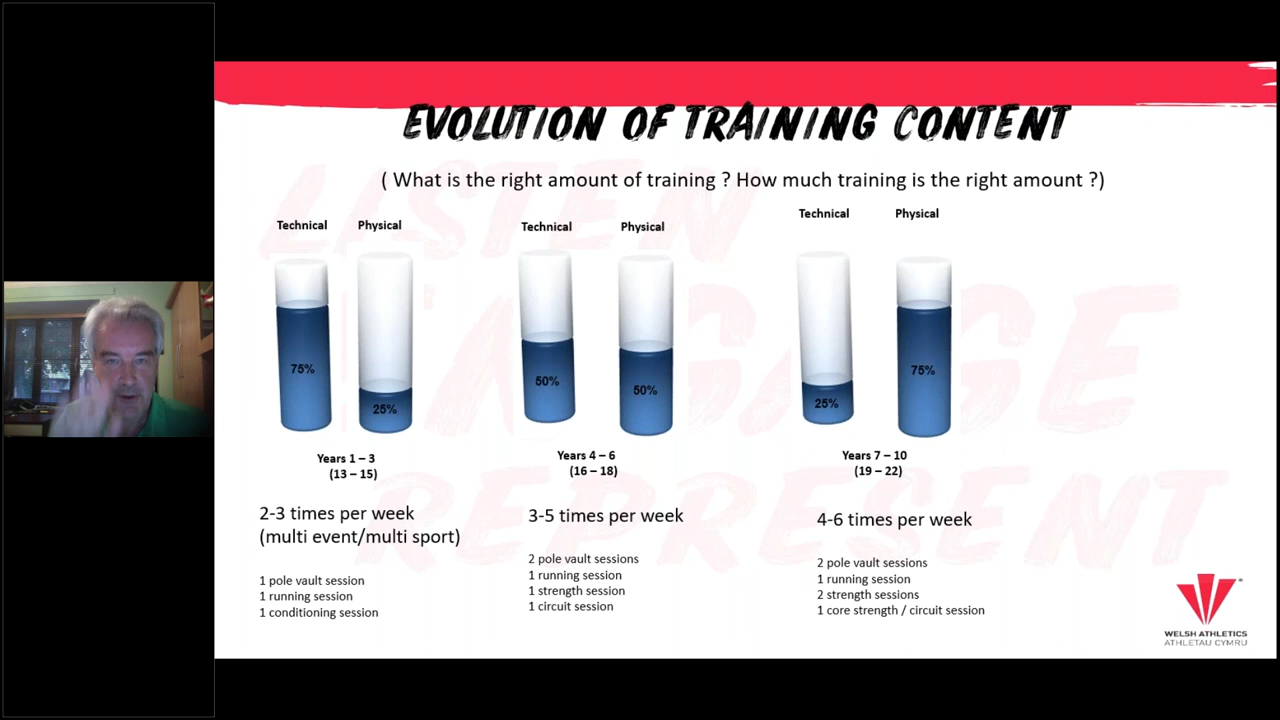 EVOLUTION OF TRAINING CONTENT
( What is the right amount of training ? How much training is the right amount ?)
Technical Physical
75%
25%
Years 1 – 3
(13 – 15)
2-3 times per week
(multi event/multi sport)
1 pole vault session
1 running session
1 conditioning session
Technical Physical
50%
50%
Years 4 – 6
(16 – 18)
3-5 times per week
2 pole vault sessions
1 running session
1 strength session
1 circuit session
Technical Physical
25%
75%
Years 7 – 10
(19 – 22)
4-6 times per week
2 pole vault sessions
1 running session
2 strength sessions
1 core strength / circuit session
LISTEN
ENGAGE
REPRESENT
WELSH ATHLETICS
ATHLETAU CYMRU